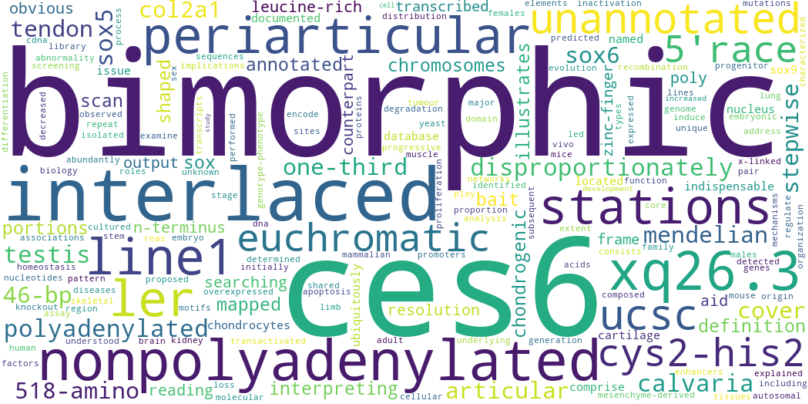 obvious
tendon
sox5
process
cdna
library
abnormality
screening
issue
col2a1
leucine-rich
documented
cell
transcribed
distribution
females
elements
inactivation
mutations
unannotated
periarticular
5'race
predicted
named
evolution
recombination
characterized
sox6
sox9
progenitor
bimorphic
differentiation
decreased
scan
observed
repeat
isolated
examine
shaped
annotated
sequences
implications
sex
transcripts
study
performed
genotype-phenotype
encode
sites
counterpart
proteins
chromosomes
tumour
degradation
yeast
database
progressive
muscle
major
domain
illustrates
zinc-finger
types
led
vivo
mice
expressed
poly
lines
increased
genome
induce
unique
nucleus
embryonic
lung
address
x-linked
pair
stepwise
biology
abundantly
roles
output
unknown
stage
sox
one-third
disproportionately
interlaced
proliferation
networks
identified
play
bait
proportion
analysis
located
function
development
indispensable
core
stations
mechanisms
regulate
organization
portions
cultured
associations
stem
n-terminus
rnas
embryo
dna
determined
initially
mammalian
promoters
euchromatic
chondrogenic
subsequent
extent
consists
frame
family
males
detected
genes
mendelian
testis
homeostasis
line1
pattern
nucleotides
diseases
46-bp
region
skeletal
knockout
assay
motifs
ler
proposed
searching
overexpressed
mapped
shared
apoptosis
limb
ubiquitously
ces6
resolution
acids
composed
mouse
origin
xq26.3
ucsc
aid
cover
definition
polyadenylated
chondrocytes
human
understood
brain
kidney
transactivated
adult
underlying
generation
cartilage
enhancers
explained
including
nonpolyadenylated
cys2-his2
factors
518-amino
reading
loss
molecular
interpreting
cellular
articular
comprise
mesenchyme-derived
calvaria
tissues
autosomal